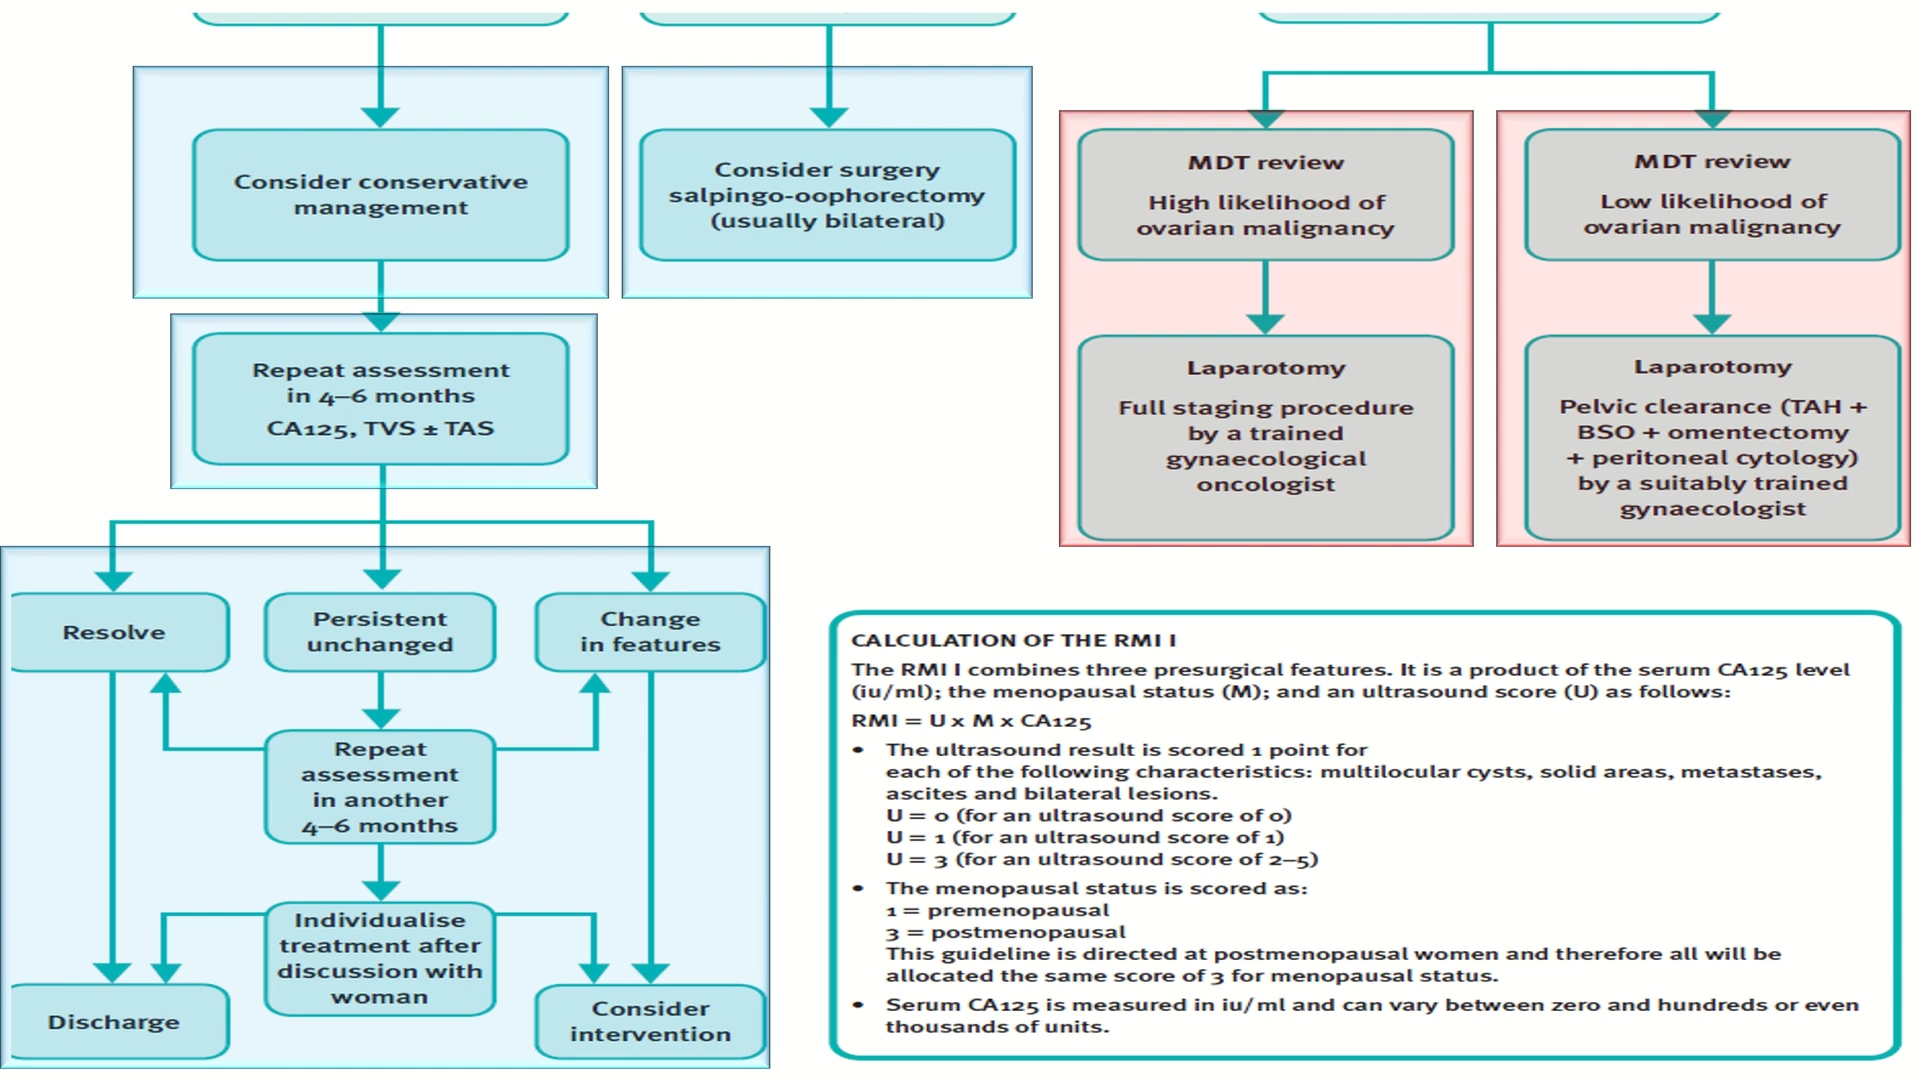 Consider conservative
management
Consider surgery
salpingo-oophorectomy
(usually bilateral)
MDT review
High likelihood of
ovarian malignancy
MDT review
Low likelihood of
ovarian malignancy
Repeat assessment
in 4–6 months
CA125, TVS ± TAS
Laparotomy
Full staging procedure
by a trained
gynaecological
oncologist
Laparotomy
Pelvic clearance (TAH +
BSO + omentectomy
+ peritoneal cytology)
by a suitably trained
gynaecologist
Resolve
Persistent
unchanged
Change
in features
Repeat
assessment
in another
4–6 months
Individualise
treatment after
discussion with
woman
Discharge
Consider
intervention
CALCULATION OF THE RMI I
The RMI I combines three presurgical features. It is a product of the serum CA125 level
(iu/ml); the menopausal status (M); and an ultrasound score (U) as follows:
RMI = U x M x CA125
• The ultrasound result is scored 1 point for
each of the following characteristics: multilocular cysts, solid areas, metastases,
ascites and bilateral lesions.
U = 0 (for an ultrasound score of 0)
U = 1 (for an ultrasound score of 1)
U = 3 (for an ultrasound score of 2–5)
• The menopausal status is scored as:
1 = premenopausal
3 = postmenopausal
This guideline is directed at postmenopausal women and therefore all will be
allocated the same score of 3 for menopausal status.
• Serum CA125 is measured in iu/ml and can vary between zero and hundreds or even
thousands of units.